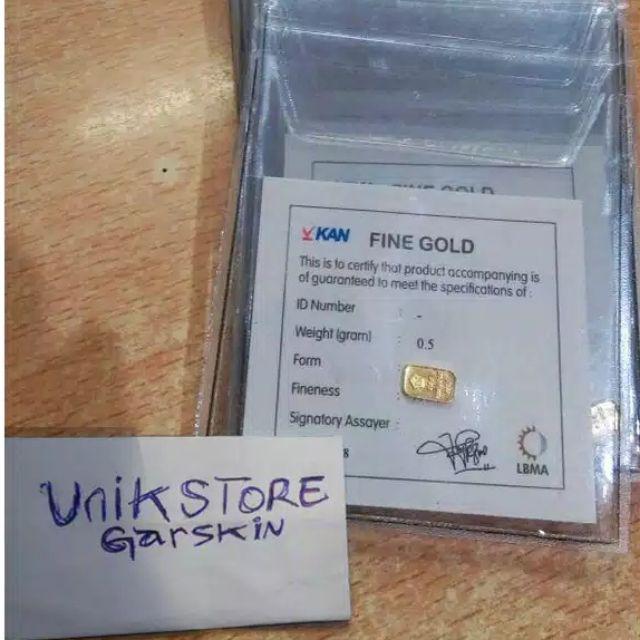 KAN FINE GOLD
This is to certify that product accompanying is
of guaranteed to meet the specifications of :
ID Number : -
Weight (gram) : 0.5
Form
Fineness
Signatory Assayer :
8
LBMA
UnikSTORE
GarskiN